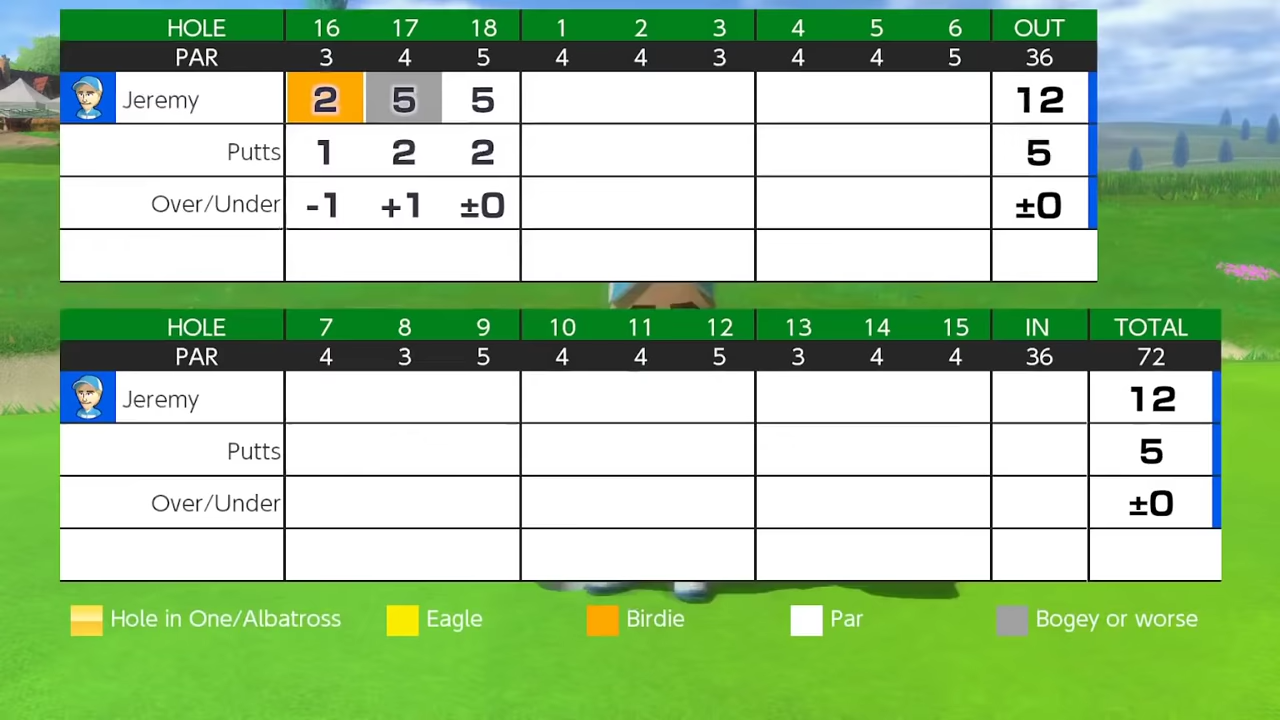 HOLE 16 17 18 1 2 3 4 5 6 OUT
PAR 3 4 5 4 4 3 4 4 5 36
Jeremy 2 5 5 12
Putts 1 2 2 5
Over/Under -1 +1 ±0 ±0
HOLE 7 8 9 10 11 12 13 14 15 IN TOTAL
PAR 4 3 5 4 4 5 3 4 4 36 72
Jeremy 12
Putts 5
Over/Under ±0
Hole in One/Albatross Eagle Birdie Par Bogey or worse